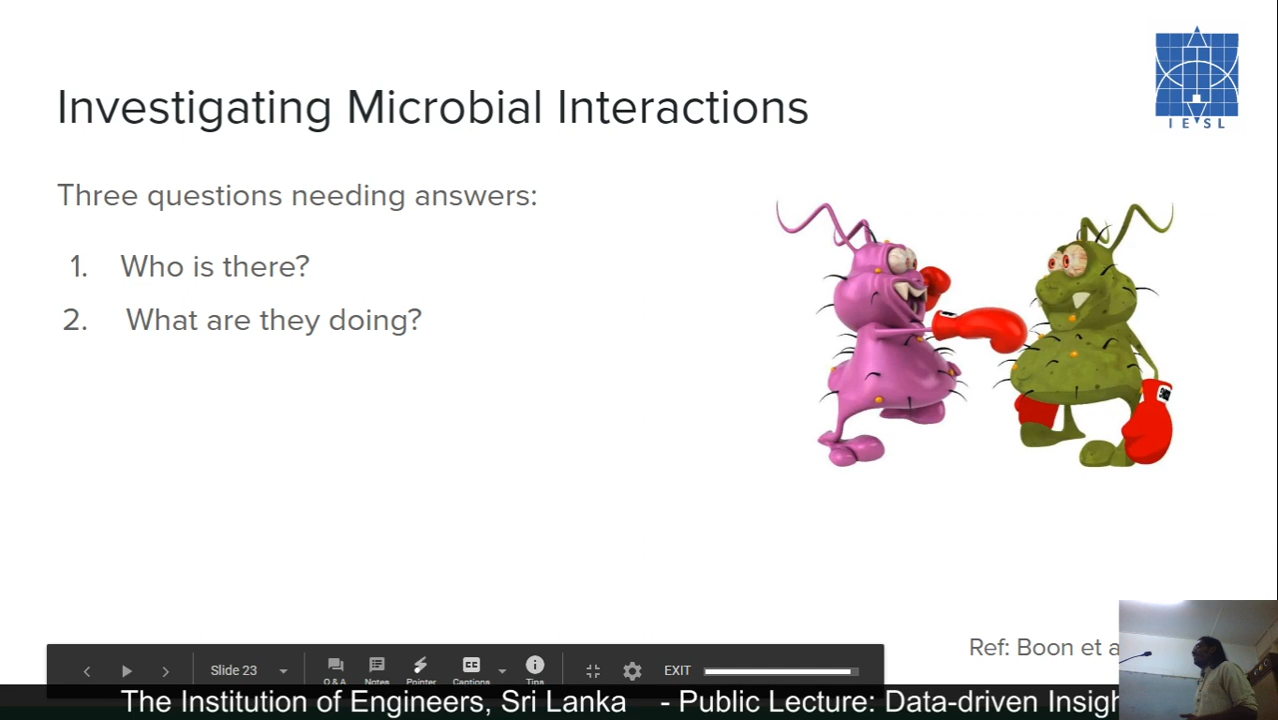 Investigating Microbial Interactions
I E S L
Three questions needing answers:
1. Who is there?
2. What are they doing?
Ref: Boon et a
Slide 23
Q & A
Notes
Pointer
Captions
Tips
EXIT
The Institution of Engineers, Sri Lanka - Public Lecture: Data-driven Insigh